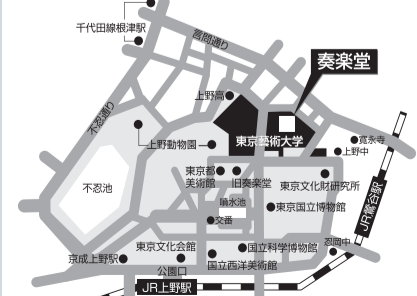 千代田線根津駅
言問通り
奏楽堂
不忍通り
上野高
東京藝術大学
寛永寺
上野中
上野動物園
東京都
美術館
旧奏楽堂
東京文化財研究所
不忍池
噴水池
東京国立博物館
JR鶯谷駅
交番
忍岡中
東京文化会館
国立科学博物館
京成上野駅
公園口
国立西洋美術館
JR上野駅